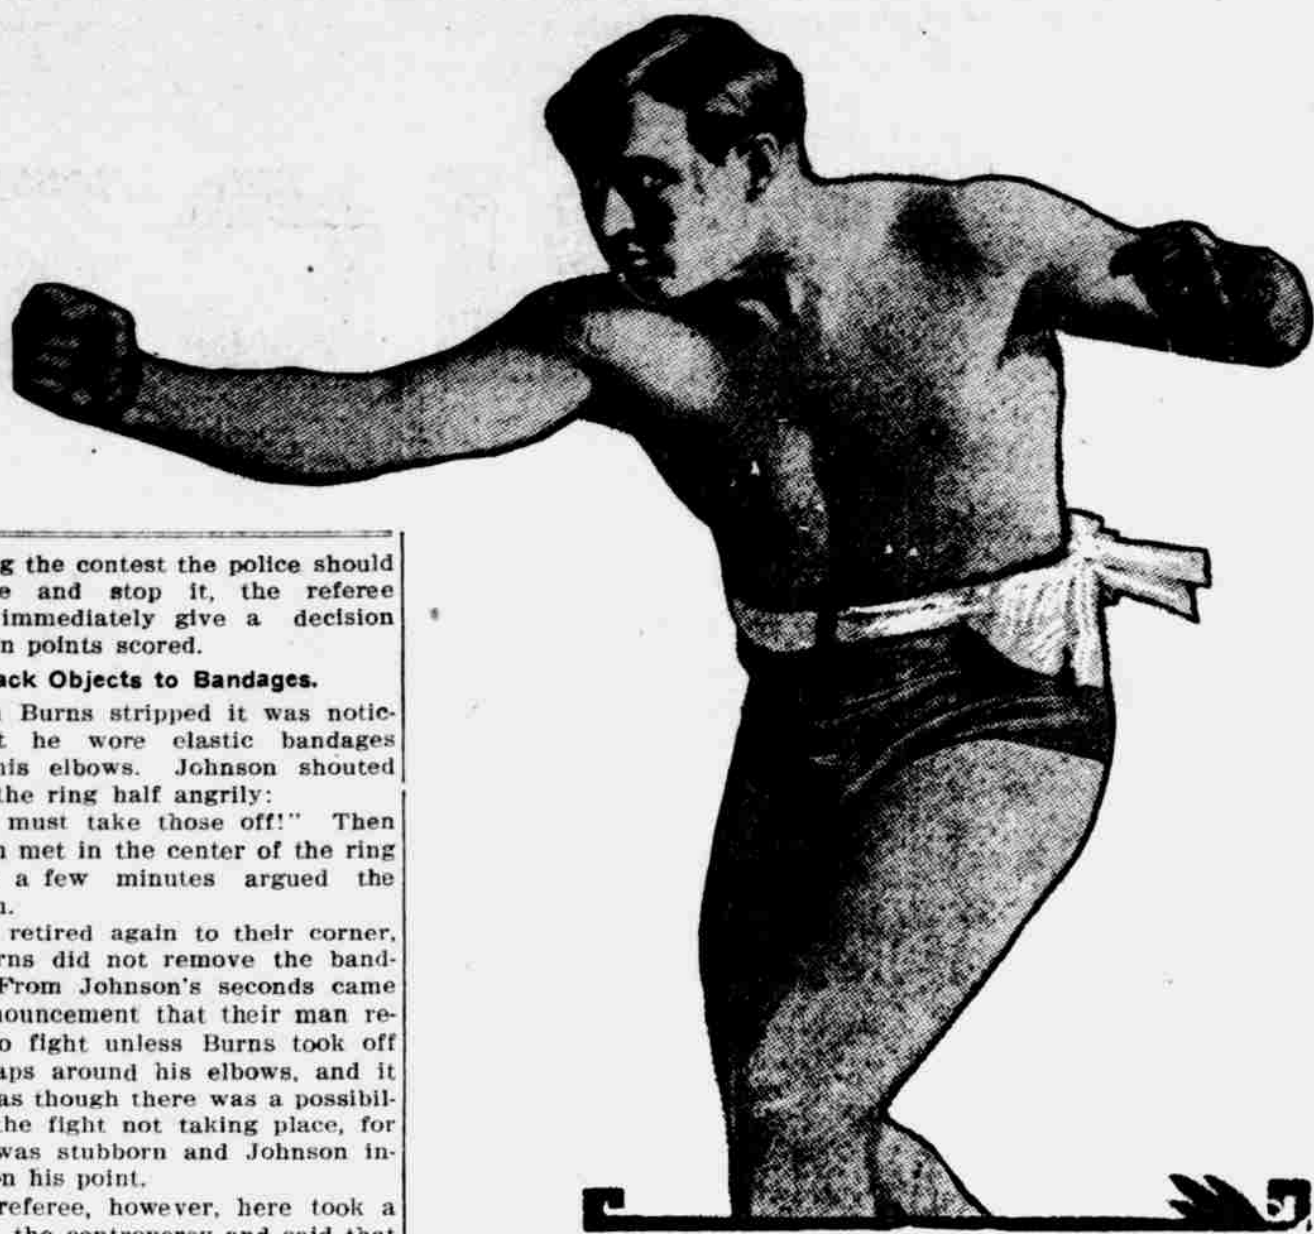 g the contest the police should
e and stop it, the referee
immediately give a decision
n points scored.
ack Objects to Bandages.
Burns stripped it was notic-
t he wore elastic bandages
his elbows. Johnson shouted
the ring half angrily:
must take those off!" Then
n met in the center of the ring
a few minutes argued the
n.
retired again to their corner,
rns did not remove the band-
From Johnson's seconds came
nouncement that their man re-
o fight unless Burns took off
aps around his elbows, and it
as though there was a possibil-
he fight not taking place, for
was stubborn and Johnson in-
n his point.
referee, however, here took a
the controversy and said that